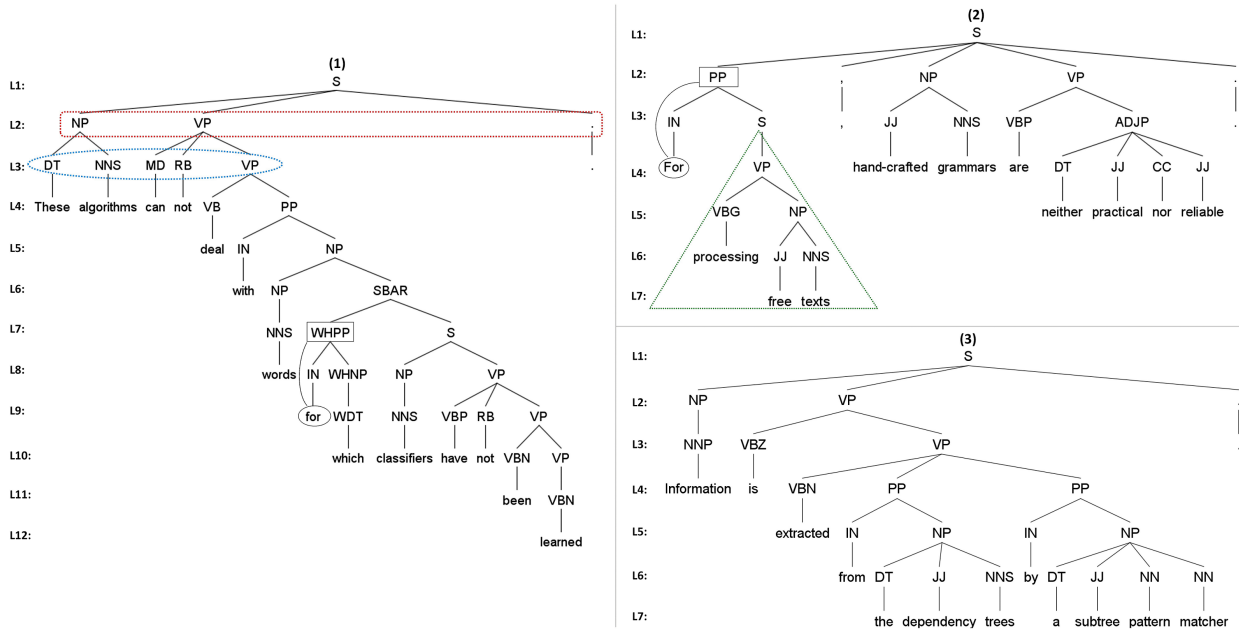 (1)
L1: S
L2: NP VP .
L3: DT NNS MD RB VP .
L4: These algorithms can not VB PP
L5: deal IN NP
L6: with NP SBAR
L7: NNS WHPP S
L8: words IN WHNP NP VP
L9: for WDT NNS VBP RB VP
L10: which classifiers have not VBN VP
L11: been VBN
L12: learned
(2)
L1: S
L2: PP , NP VP .
L3: IN S , JJ NNS VBP ADJP .
L4: For VP hand-crafted grammars are DT JJ CC JJ
L5: VBG NP neither practical nor reliable
L6: processing JJ NNS
L7: free texts
(3)
L1: S
L2: NP VP .
L3: NNP VBZ VP .
L4: Information is VBN PP PP
L5: extracted IN NP IN NP
L6: from DT JJ NNS by DT JJ NN NN
L7: the dependency trees a subtree pattern matcher